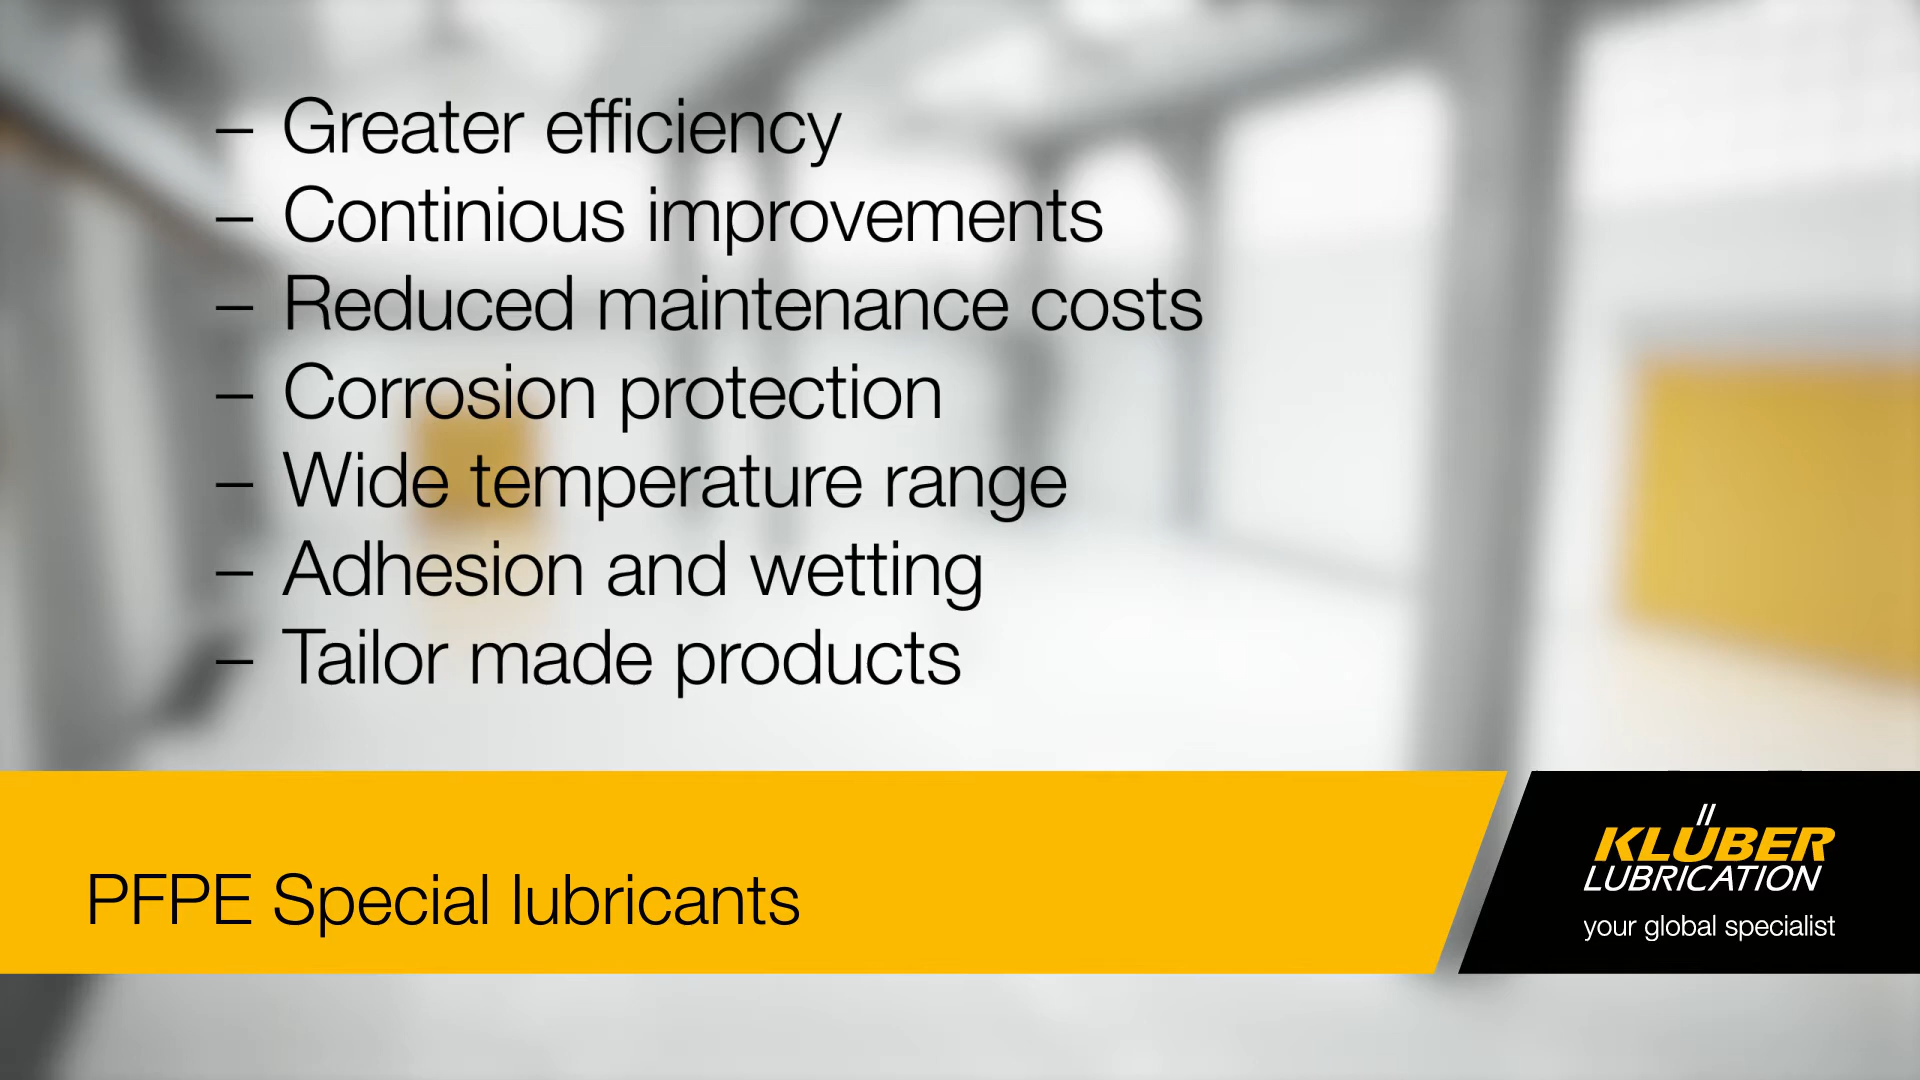 – Greater efficiency
– Continious improvements
– Reduced maintenance costs
– Corrosion protection
– Wide temperature range
– Adhesion and wetting
– Tailor made products
PFPE Special lubricants
KLÜBER
LUBRICATION
your global specialist